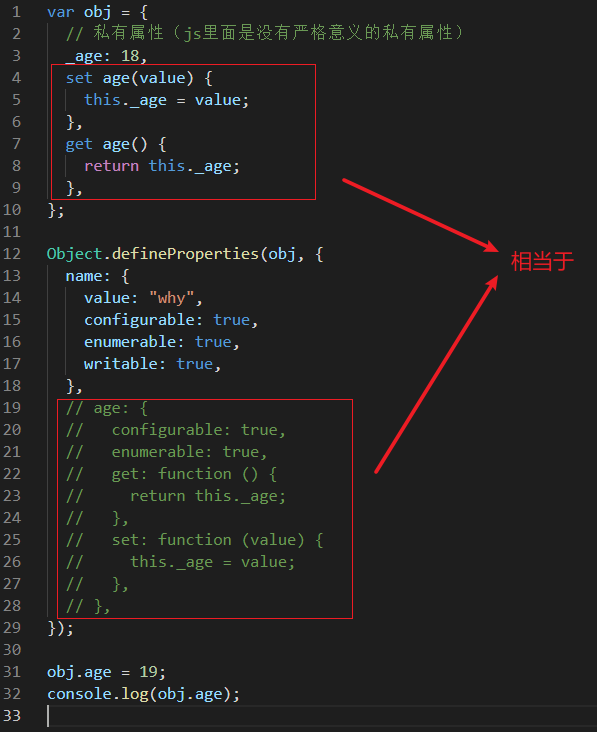 1 var obj = {
2 // 私有属性（js里面是没有严格意义的私有属性）
3 _age: 18,
4 set age(value) {
5 this._age = value;
6 },
7 get age() {
8 return this._age;
9 },
10 };
11
12 Object.defineProperties(obj, {
13 name: {
14 value: "why",
15 configurable: true,
16 enumerable: true,
17 writable: true,
18 },
相当于
19 // age: {
20 // configurable: true,
21 // enumerable: true,
22 // get: function () {
23 // return this._age;
24 // },
25 // set: function (value) {
26 // this._age = value;
27 // },
28 // },
29 });
30
31 obj.age = 19;
32 console.log(obj.age);
33